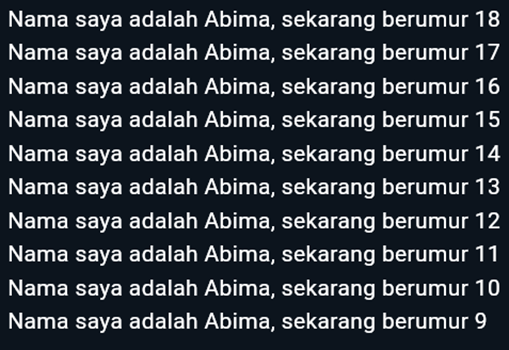 Nama saya adalah Abima, sekarang berumur 18
Nama saya adalah Abima, sekarang berumur 17
Nama saya adalah Abima, sekarang berumur 16
Nama saya adalah Abima, sekarang berumur 15
Nama saya adalah Abima, sekarang berumur 14
Nama saya adalah Abima, sekarang berumur 13
Nama saya adalah Abima, sekarang berumur 12
Nama saya adalah Abima, sekarang berumur 11
Nama saya adalah Abima, sekarang berumur 10
Nama saya adalah Abima, sekarang berumur 9